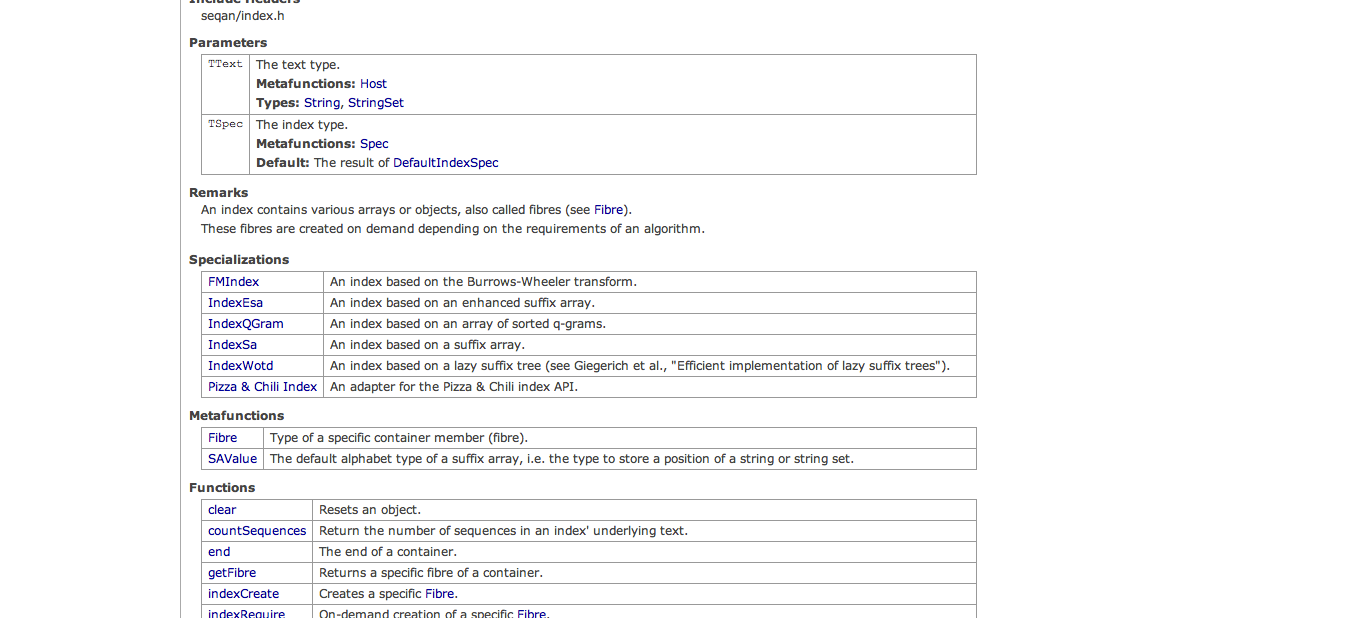 Include Headers
seqan/index.h
Parameters
TText The text type.
Metafunctions: Host
Types: String, StringSet
TSpec The index type.
Metafunctions: Spec
Default: The result of DefaultIndexSpec
Remarks
An index contains various arrays or objects, also called fibres (see Fibre).
These fibres are created on demand depending on the requirements of an algorithm.
Specializations
FMIndex An index based on the Burrows-Wheeler transform.
IndexEsa An index based on an enhanced suffix array.
IndexQGram An index based on an array of sorted q-grams.
IndexSa An index based on a suffix array.
IndexWotd An index based on a lazy suffix tree (see Giegerich et al., "Efficient implementation of lazy suffix trees").
Pizza & Chili Index An adapter for the Pizza & Chili index API.
Metafunctions
Fibre Type of a specific container member (fibre).
SAValue The default alphabet type of a suffix array, i.e. the type to store a position of a string or string set.
Functions
clear Resets an object.
countSequences Return the number of sequences in an index' underlying text.
end The end of a container.
getFibre Returns a specific fibre of a container.
indexCreate Creates a specific Fibre.
indexRequire On-demand creation of a specific Fibre.